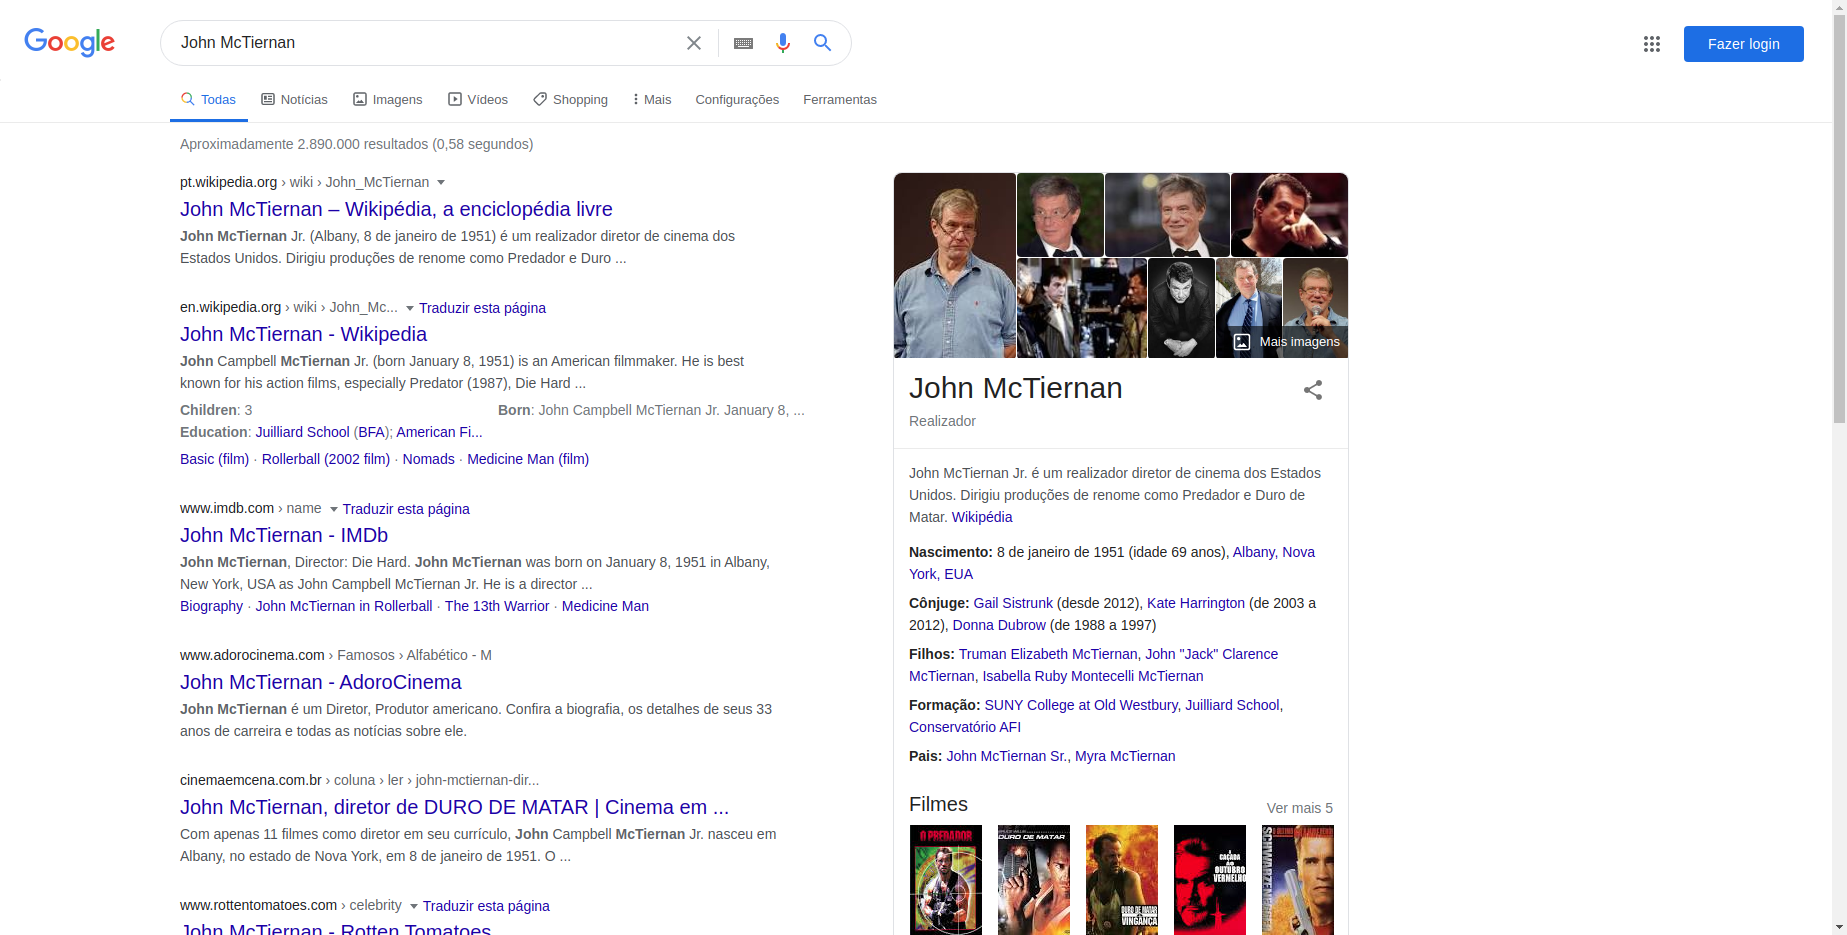 Google
John McTiernan
Fazer login
Todas
Notícias
Imagens
Vídeos
Shopping
Mais
Configurações
Ferramentas
Aproximadamente 2.890.000 resultados (0,58 segundos)
pt.wikipedia.org › wiki › John_McTiernan
John McTiernan – Wikipédia, a enciclopédia livre
John McTiernan Jr. (Albany, 8 de janeiro de 1951) é um realizador diretor de cinema dos
Estados Unidos. Dirigiu produções de renome como Predador e Duro ...
en.wikipedia.org › wiki › John_Mc... Traduzir esta página
John McTiernan - Wikipedia
John Campbell McTiernan Jr. (born January 8, 1951) is an American filmmaker. He is best
known for his action films, especially Predator (1987), Die Hard ...
Children: 3 Born: John Campbell McTiernan Jr. January 8, ...
Education: Juilliard School (BFA); American Fi...
Basic (film) · Rollerball (2002 film) · Nomads · Medicine Man (film)
www.imdb.com › name Traduzir esta página
John McTiernan - IMDb
John McTiernan, Director: Die Hard. John McTiernan was born on January 8, 1951 in Albany,
New York, USA as John Campbell McTiernan Jr. He is a director ...
Biography · John McTiernan in Rollerball · The 13th Warrior · Medicine Man
www.adorocinema.com › Famosos › Alfabético - M
John McTiernan - AdoroCinema
John McTiernan é um Diretor, Produtor americano. Confira a biografia, os detalhes de seus 33
anos de carreira e todas as notícias sobre ele.
cinemaemcena.com.br › coluna › ler › john-mctiernan-dir...
John McTiernan, diretor de DURO DE MATAR | Cinema em ...
Com apenas 11 filmes como diretor em seu currículo, John Campbell McTiernan Jr. nasceu em
Albany, no estado de Nova York, em 8 de janeiro de 1951. O ...
www.rottentomatoes.com › celebrity Traduzir esta página
John McTiernan - Rotten Tomatoes
Mais imagens
John McTiernan
Realizador
John McTiernan Jr. é um realizador diretor de cinema dos Estados
Unidos. Dirigiu produções de renome como Predador e Duro de
Matar. Wikipédia
Nascimento: 8 de janeiro de 1951 (idade 69 anos), Albany, Nova
York, EUA
Cônjuge: Gail Sistrunk (desde 2012), Kate Harrington (de 2003 a
2012), Donna Dubrow (de 1988 a 1997)
Filhos: Truman Elizabeth McTiernan, John "Jack" Clarence
McTiernan, Isabella Ruby Montecelli McTiernan
Formação: SUNY College at Old Westbury, Juilliard School,
Conservatório AFI
Pais: John McTiernan Sr., Myra McTiernan
Filmes
Ver mais 5
O PREDADOR
DURO DE MATAR
DURO DE MATAR
VINGANÇA
A
CAÇADA
AO
OUTUBRO
VERMELHO